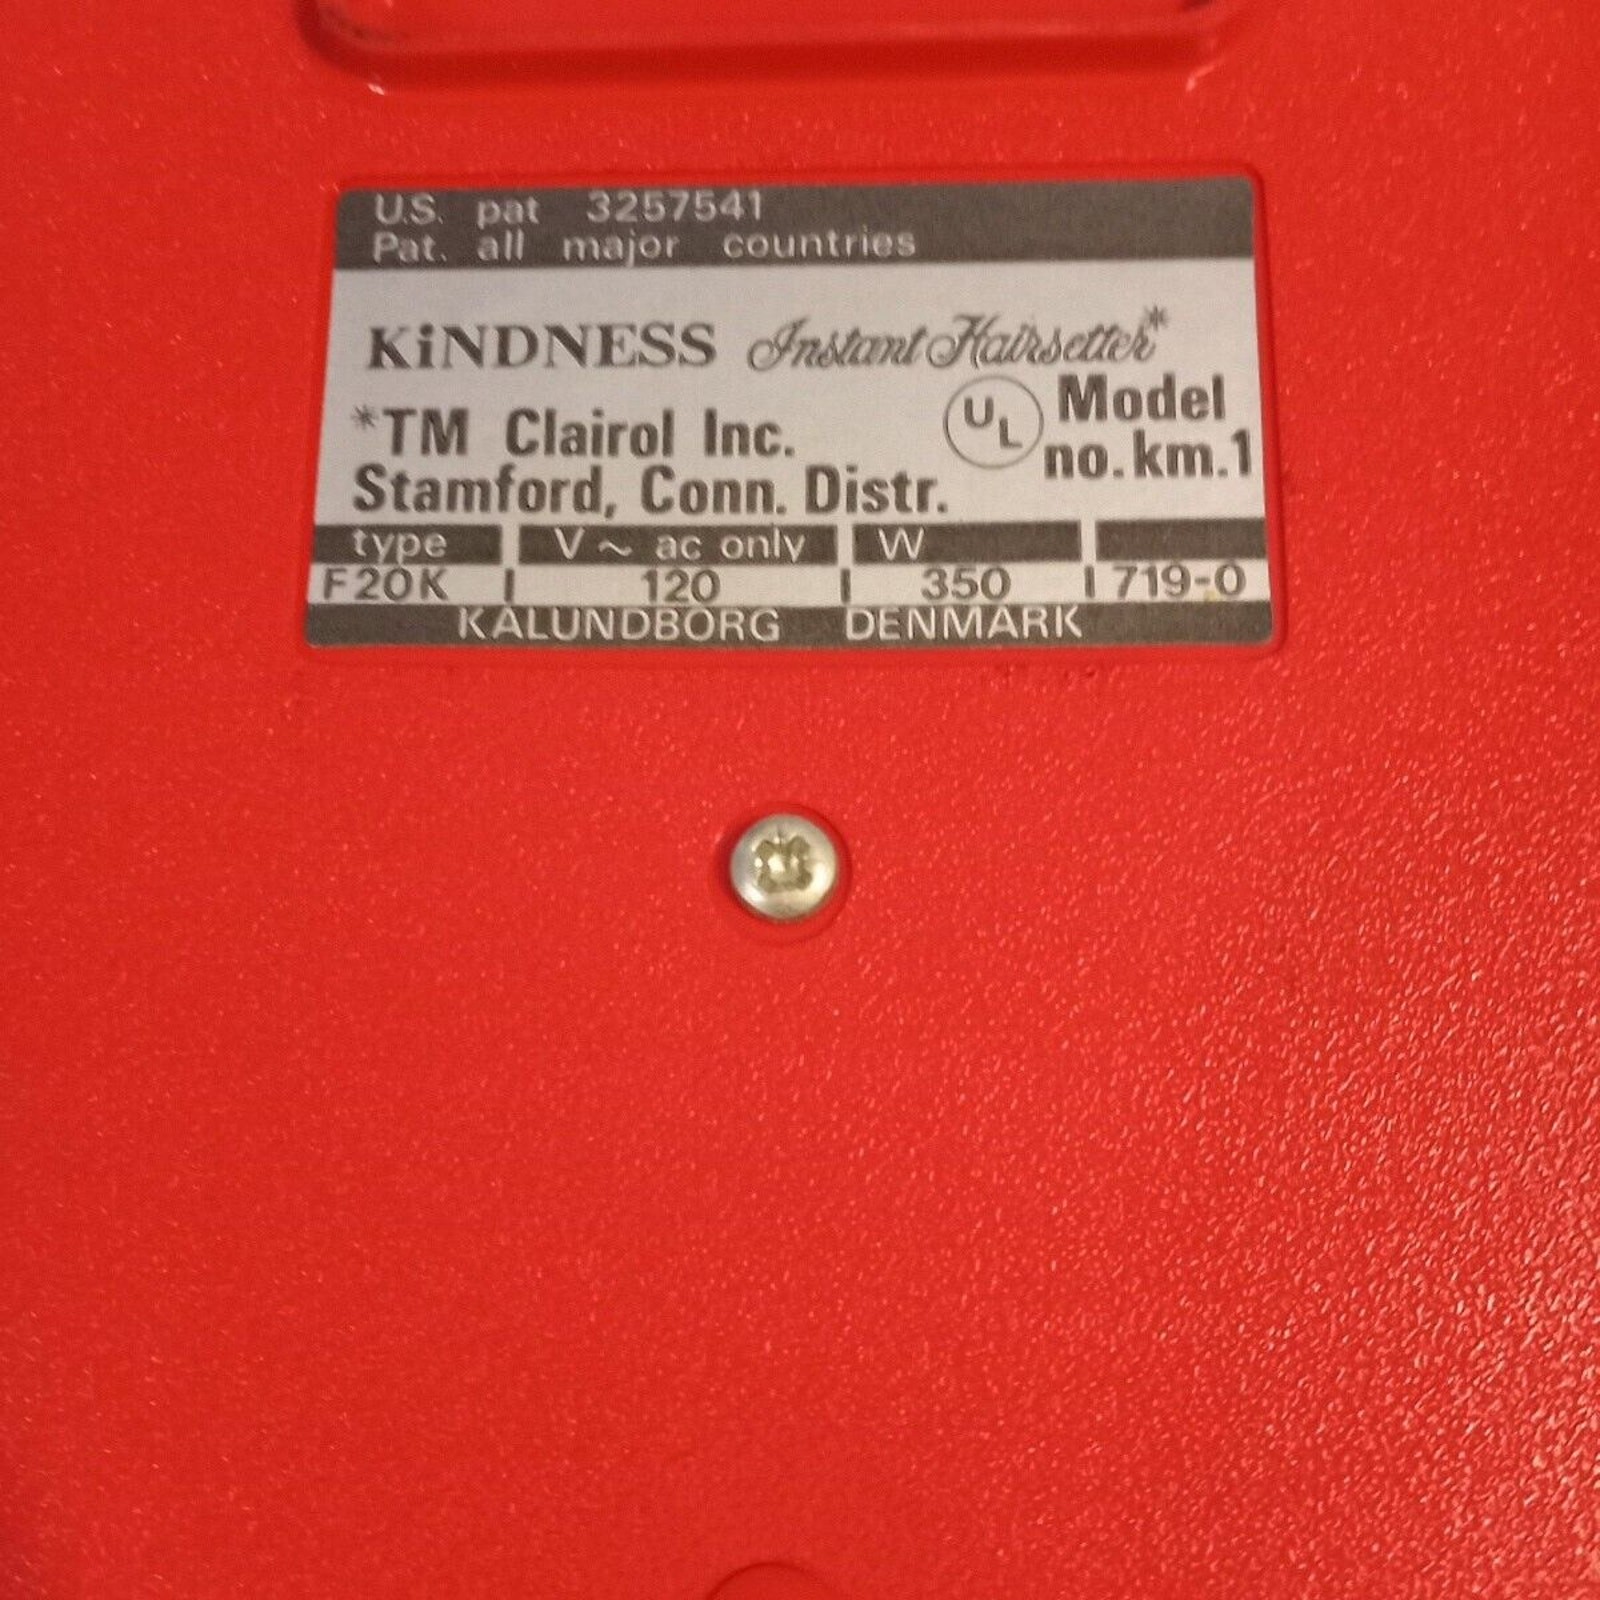 U.S. pat 3257541
Pat. all major countries
KiNDNESS Instant Hairsetter*
*TM Clairol Inc.
UL Model
no. km.1
Stamford, Conn. Distr.
type V ~ ac only W
F20K 120 350 719-0
KALUNDBORG DENMARK